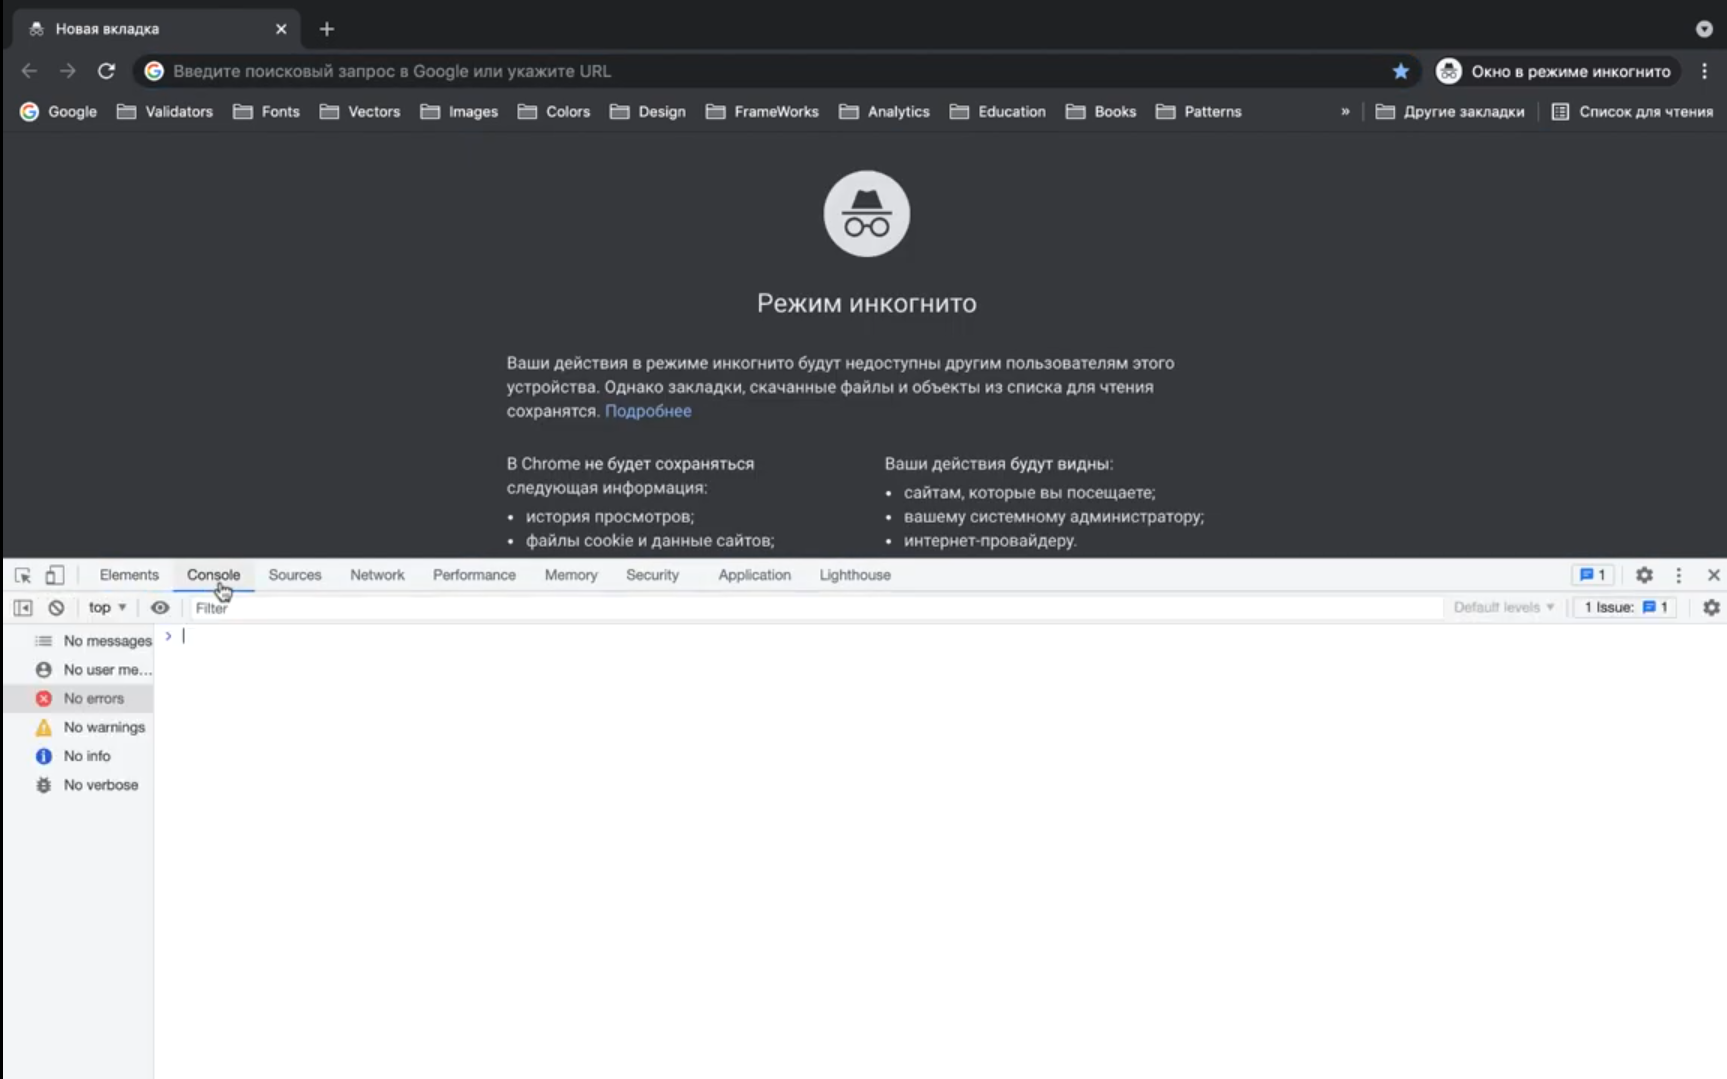 Новая вкладка
Введите поисковый запрос в Google или укажите URL
Окно в режиме инкогнито
Google Validators Fonts Vectors Images Colors Design FrameWorks Analytics Education Books Patterns » Другие закладки Список для чтения
Режим инкогнито
Ваши действия в режиме инкогнито будут недоступны другим пользователям этого
устройства. Однако закладки, скачанные файлы и объекты из списка для чтения
сохранятся. Подробнее
В Chrome не будет сохраняться
следующая информация:
• история просмотров;
• файлы cookie и данные сайтов;
Ваши действия будут видны:
• сайтам, которые вы посещаете;
• вашему системному администратору;
• интернет-провайдеру.
Elements Console Sources Network Performance Memory Security Application Lighthouse 1
top Filter Default levels 1 Issue: 1
No messages
No user me...
No errors
No warnings
No info
No verbose